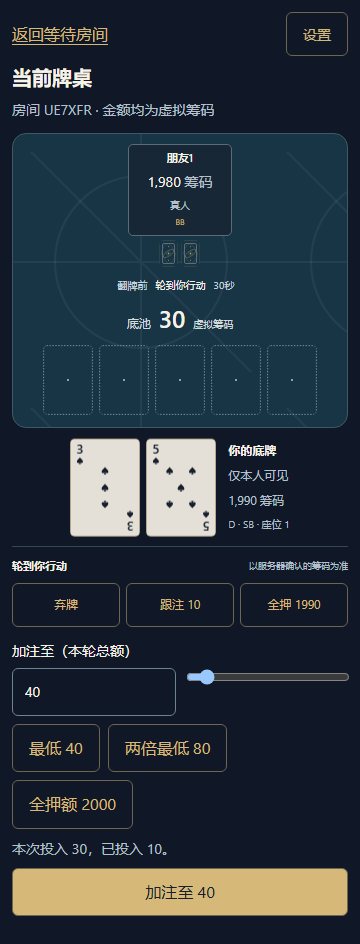 返回等待房间
设置
当前牌桌
房间 UE7XFR · 金额均为虚拟筹码
朋友1
1,980 筹码
真人
BB
翻牌前 轮到你行动 30秒
底池 30 虚拟筹码
3
3
5
5
你的底牌
仅本人可见
1,990 筹码
D · SB · 座位 1
轮到你行动
以服务器确认的筹码为准
弃牌
跟注 10
全押 1990
加注至（本轮总额）
40
最低 40
两倍最低 80
全押额 2000
本次投入 30，已投入 10。
加注至 40